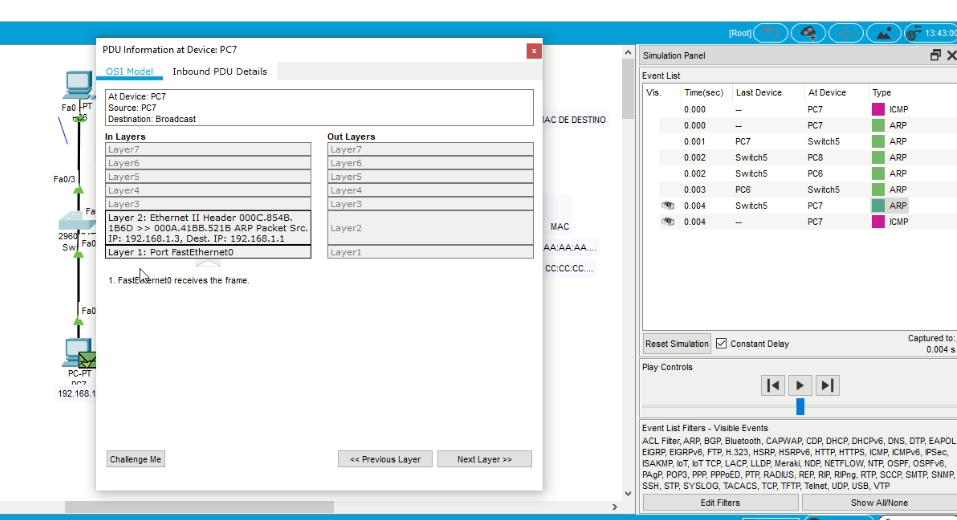 [Root]
13:43:00
PDU Information at Device: PC7
x
OSI Model Inbound PDU Details
At Device: PC7
Source: PC7
Destination: Broadcast
In Layers
Out Layers
Layer7
Layer7
Layer6
Layer6
Layer5
Layer5
Layer4
Layer4
Layer3
Layer3
Layer 2: Ethernet II Header 000C.854B.
1B6D >> 000A.41BB.521B ARP Packet Src.
IP: 192.168.1.3, Dest. IP: 192.168.1.1
Layer2
Layer 1: Port FastEthernet0
Layer1
1. FastEthernet0 receives the frame.
Challenge Me
<< Previous Layer
Next Layer >>
Fa0
Fa0/3
Fa
2960
Sw
Fa0
Fa0
PC-PT
PC7
192.168.1
AC DE DESTINO
MAC
AA:AA:AA....
CC:CC:CC....
Simulation Panel
Event List
Vis. Time(sec) Last Device At Device Type
0.000 -- PC7 ICMP
0.000 -- PC7 ARP
0.001 PC7 Switch5 ARP
0.002 Switch5 PC8 ARP
0.002 Switch5 PC6 ARP
0.003 PC6 Switch5 ARP
0.004 Switch5 PC7 ARP
0.004 -- PC7 ICMP
Reset Simulation Constant Delay
Captured to:
0.004 s
Play Controls
Event List Filters - Visible Events
ACL Filter, ARP, BGP, Bluetooth, CAPWAP, CDP, DHCP, DHCPv6, DNS, DTP, EAPOL
EIGRP, EIGRPv6, FTP, H.323, HSRP, HSRPv6, HTTP, HTTPS, ICMP, ICMPv6, IPSec,
ISAKMP, IoT, IoT TCP, LACP, LLDP, Meraki, NDP, NETFLOW, NTP, OSPF, OSPFv6,
PAgP, POP3, PPP, PPPoED, PTP, RADIUS, REP, RIP, RIPng, RTP, SCCP, SMTP, SNMP,
SSH, STP, SYSLOG, TACACS, TCP, TFTP, Telnet, UDP, USB, VTP
Edit Filters
Show All/None